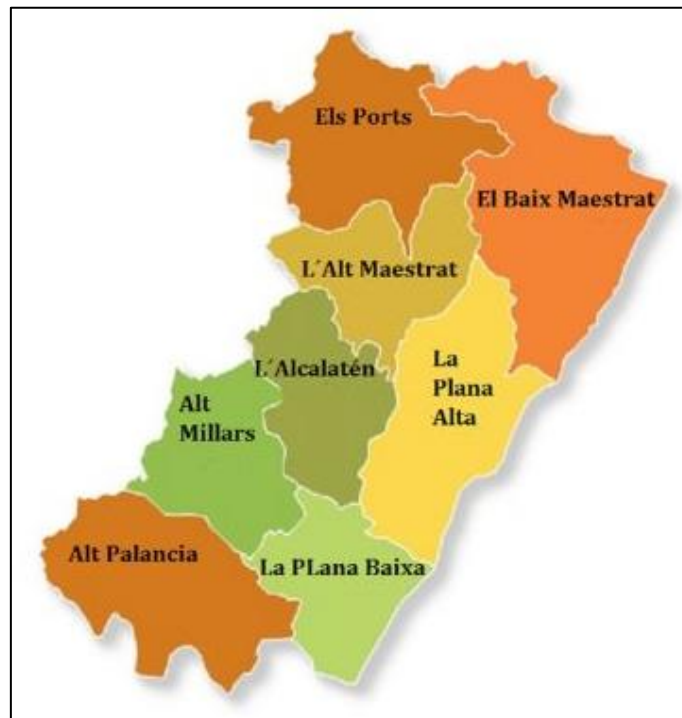 Els Ports
El Baix Maestrat
L´Alt Maestrat
L´Alcalatén
La
Plana
Alta
Alt
Millars
Alt Palancia
La PLana Baixa